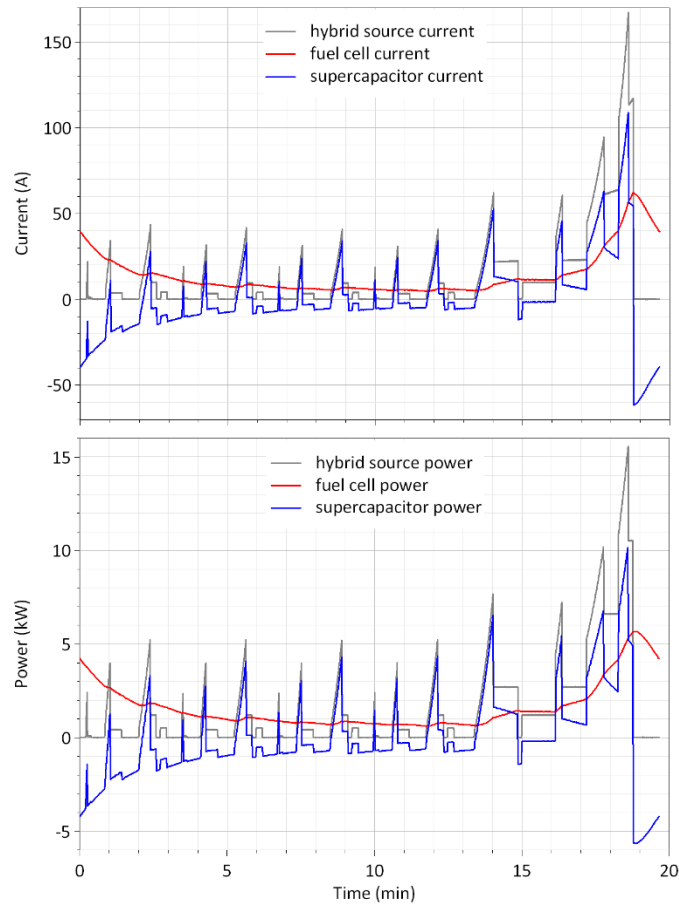 150
100
50
0
-50
Current (A)
hybrid source current
fuel cell current
supercapacitor current
15
10
5
0
-5
Power (kW)
hybrid source power
fuel cell power
supercapacitor power
0 5 10 15 20
Time (min)